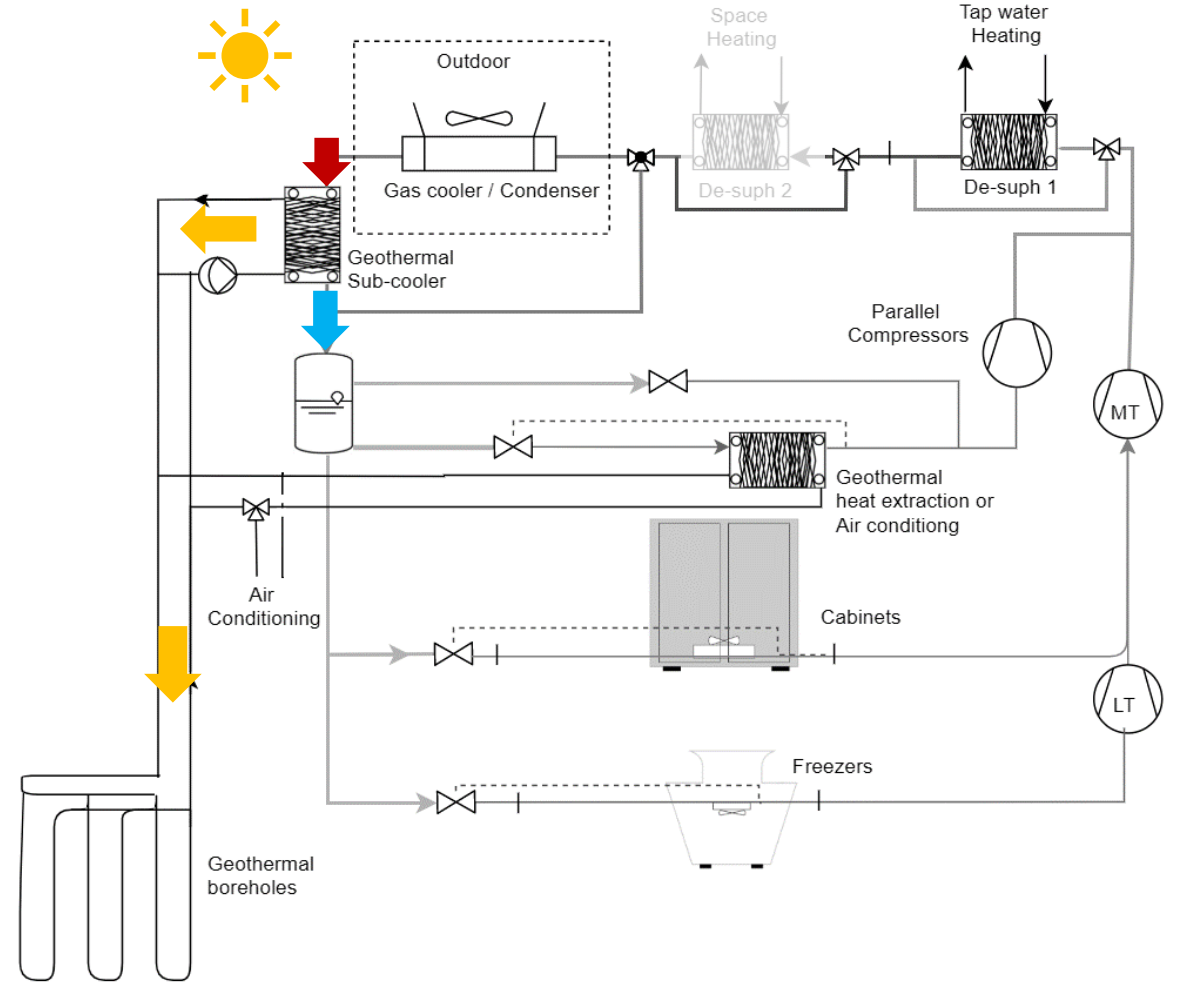 Space
Heating
Tap water
Heating
Outdoor
Gas cooler / Condenser
De-suph 2
De-suph 1
Geothermal
Sub-cooler
Parallel
Compressors
MT
Geothermal
heat extraction or
Air conditiong
Air
Conditioning
Cabinets
LT
Freezers
Geothermal
boreholes